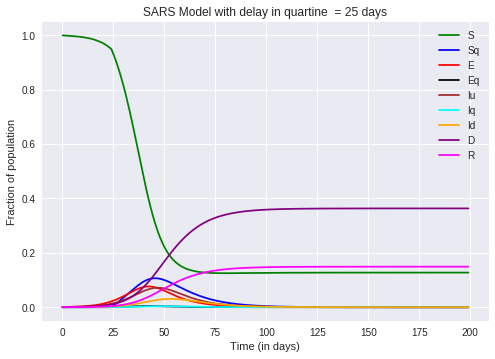 SARS Model with delay in quartine = 25 days
Fraction of population
1.0
0.8
0.6
0.4
0.2
0.0
S
Sq
E
Eq
Iu
Iq
Id
D
R
0 25 50 75 100 125 150 175 200
Time (in days)